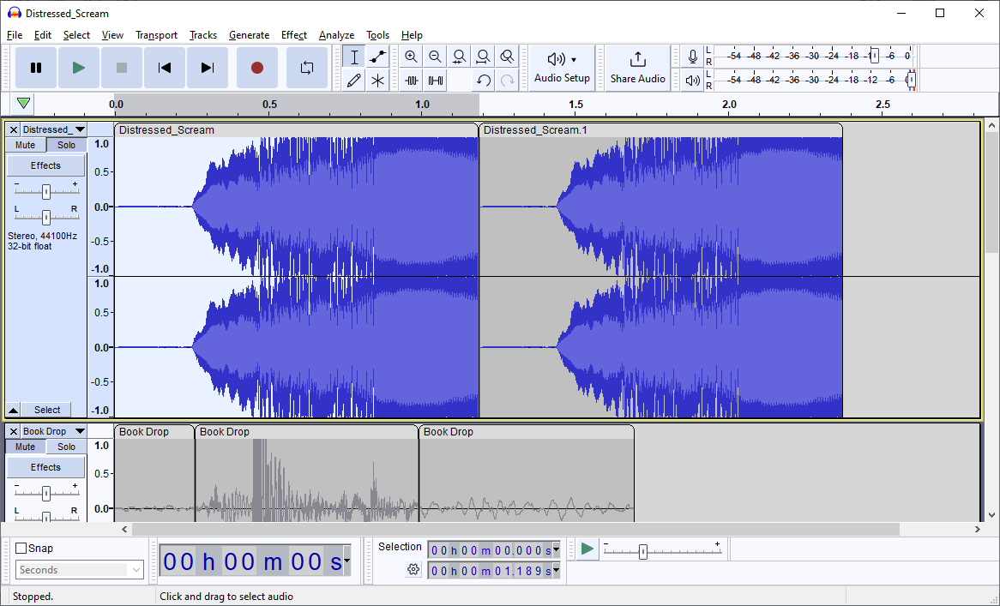 Distressed_Scream
File Edit Select View Transport Tracks Generate Effect Analyze Tools Help
Audio Setup
Share Audio
L
R
-54 -48 -42 -36 -30 -24 -18 -6 0
L
R
-54 -48 -42 -36 -30 -24 -18 -12 -6
0.0 0.5 1.0 1.5 2.0 2.5
Distressed_
Mute Solo
Effects
- +
L R
Stereo, 44100Hz
32-bit float
Select
1.0
0.5
0.0
-0.5
-1.0
1.0
0.5
0.0
-0.5
-1.0
Distressed_Scream
Distressed_Scream.1
Book Drop
Mute Solo
Effects
- +
L R
1.0
0.5
0.0
Book Drop
Book Drop
Book Drop
Snap
Seconds
00 h 00 m 00 s
Selection
00 h 00 m 00.000 s
00 h 00 m 01.189 s
- +
Stopped.
Click and drag to select audio